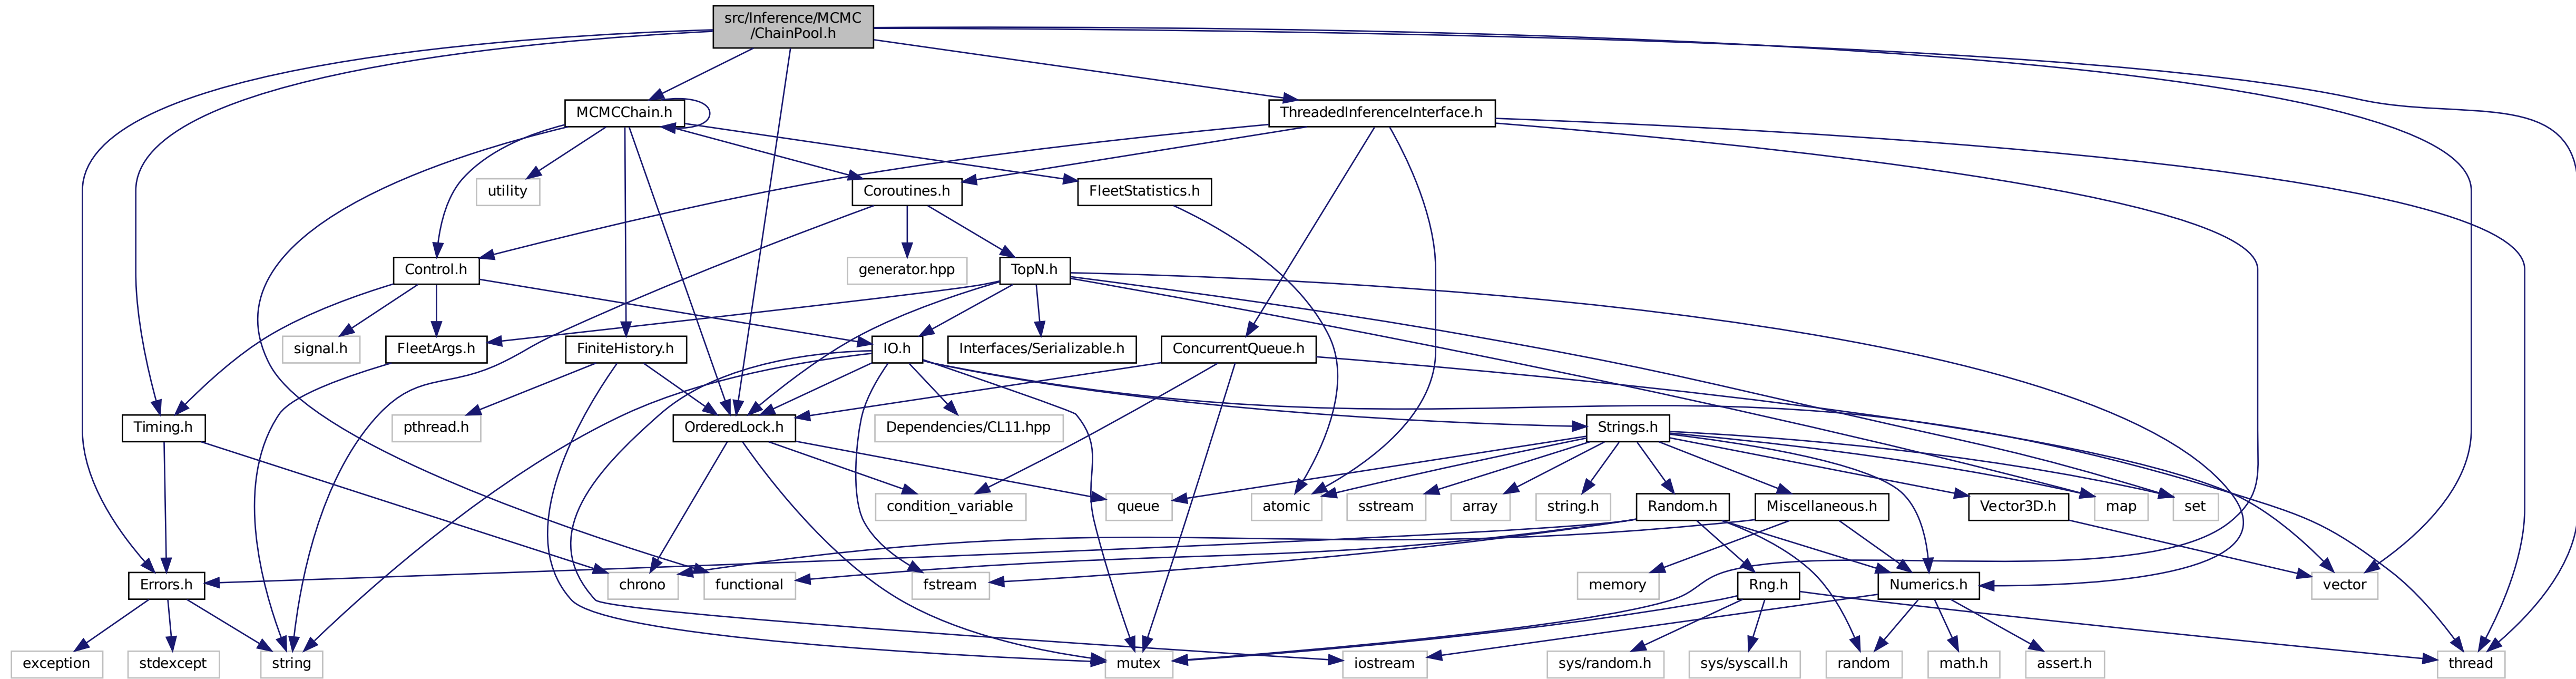 src/Inference/MCMC
/ChainPool.h
MCMCChain.h
ThreadedInferenceInterface.h
utility
Coroutines.h
FleetStatistics.h
Control.h
generator.hpp
TopN.h
signal.h
FleetArgs.h
FiniteHistory.h
IO.h
Interfaces/Serializable.h
ConcurrentQueue.h
Timing.h
pthread.h
OrderedLock.h
Dependencies/CL11.hpp
Strings.h
condition_variable
queue
atomic
sstream
array
string.h
Random.h
Miscellaneous.h
Vector3D.h
map
set
Errors.h
chrono
functional
fstream
memory
Rng.h
Numerics.h
vector
exception
stdexcept
string
mutex
iostream
sys/random.h
sys/syscall.h
random
math.h
assert.h
thread